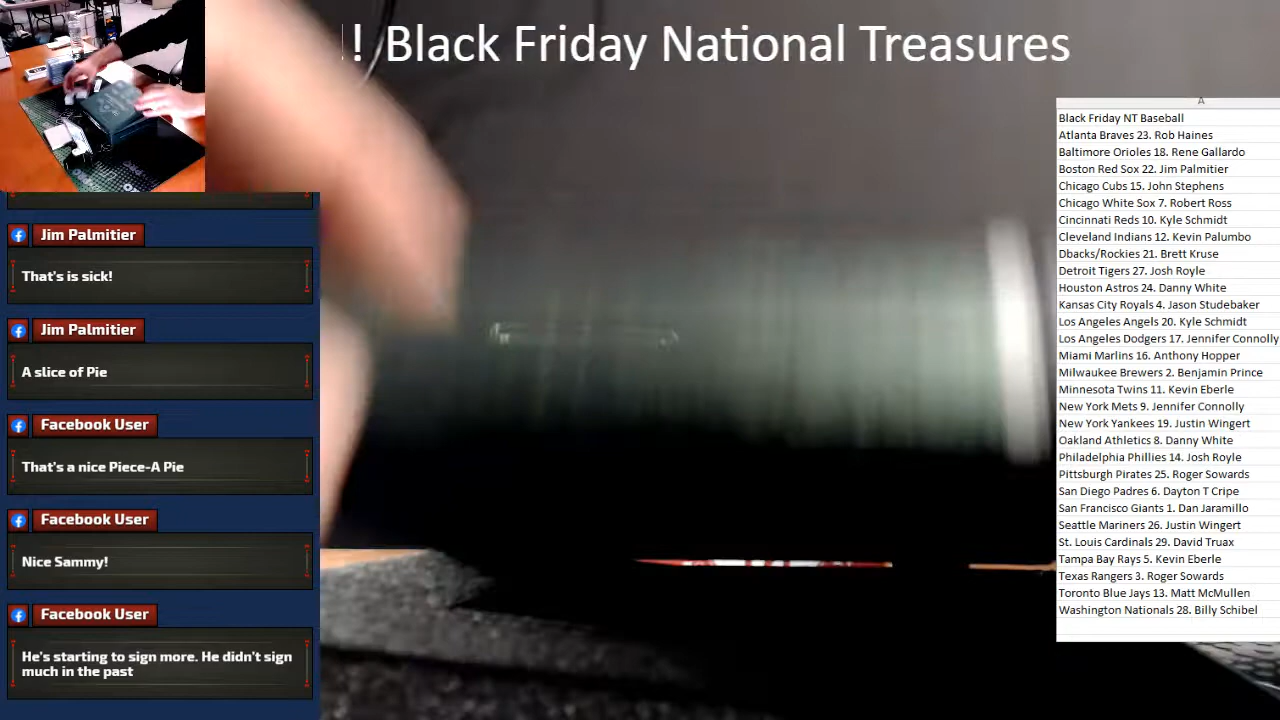 ! Black Friday National Treasures
A
Black Friday NT Baseball
Atlanta Braves 23. Rob Haines
Baltimore Orioles 18. Rene Gallardo
Boston Red Sox 22. Jim Palmitier
Chicago Cubs 15. John Stephens
Chicago White Sox 7. Robert Ross
Cincinnati Reds 10. Kyle Schmidt
Cleveland Indians 12. Kevin Palumbo
Dbacks/Rockies 21. Brett Kruse
Detroit Tigers 27. Josh Royle
Houston Astros 24. Danny White
Kansas City Royals 4. Jason Studebaker
Los Angeles Angels 20. Kyle Schmidt
Los Angeles Dodgers 17. Jennifer Connolly
Miami Marlins 16. Anthony Hopper
Milwaukee Brewers 2. Benjamin Prince
Minnesota Twins 11. Kevin Eberle
New York Mets 9. Jennifer Connolly
New York Yankees 19. Justin Wingert
Oakland Athletics 8. Danny White
Philadelphia Phillies 14. Josh Royle
Pittsburgh Pirates 25. Roger Sowards
San Diego Padres 6. Dayton T Cripe
San Francisco Giants 1. Dan Jaramillo
Seattle Mariners 26. Justin Wingert
St. Louis Cardinals 29. David Truax
Tampa Bay Rays 5. Kevin Eberle
Texas Rangers 3. Roger Sowards
Toronto Blue Jays 13. Matt McMullen
Washington Nationals 28. Billy Schibel
Jim Palmitier
That's is sick!
Jim Palmitier
A slice of Pie
Facebook User
That's a nice Piece-A Pie
Facebook User
Nice Sammy!
Facebook User
He's starting to sign more. He didn't sign
much in the past